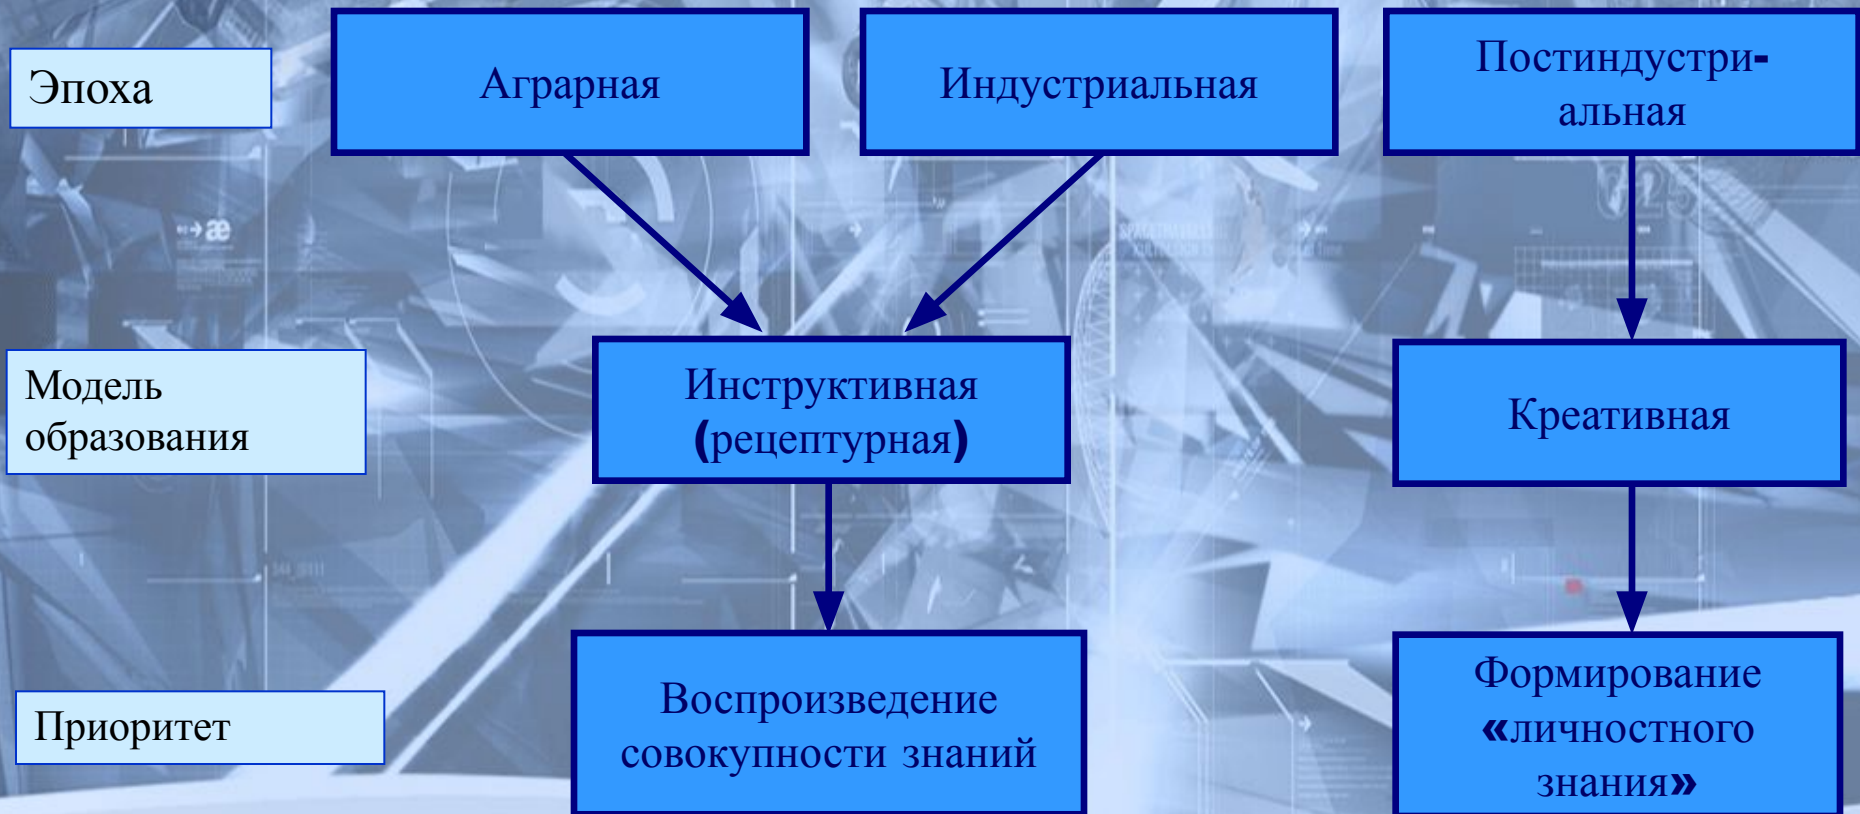 Эпоха
Аграрная
Индустриальная
Постиндустри-
альная
æ
Модель
образования
Инструктивная
(рецептурная)
Креативная
Приоритет
Воспроизведение
совокупности знаний
Формирование
«личностного
знания»